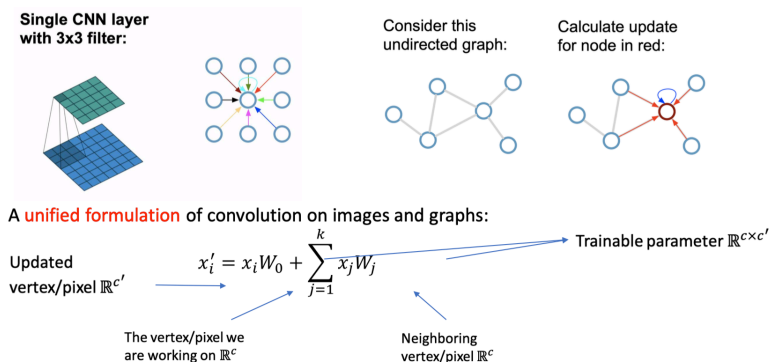 Single CNN layer
with 3x3 filter:
Consider this
undirected graph:
Calculate update
for node in red:
A unified formulation of convolution on images and graphs:
Updated
vertex/pixel ℝ^{c′}
x_i′ = x_i W_0 + ∑_{j=1}^{k} x_j W_j
Trainable parameter ℝ^{c×c′}
The vertex/pixel we
are working on ℝ^c
Neighboring
vertex/pixel ℝ^c